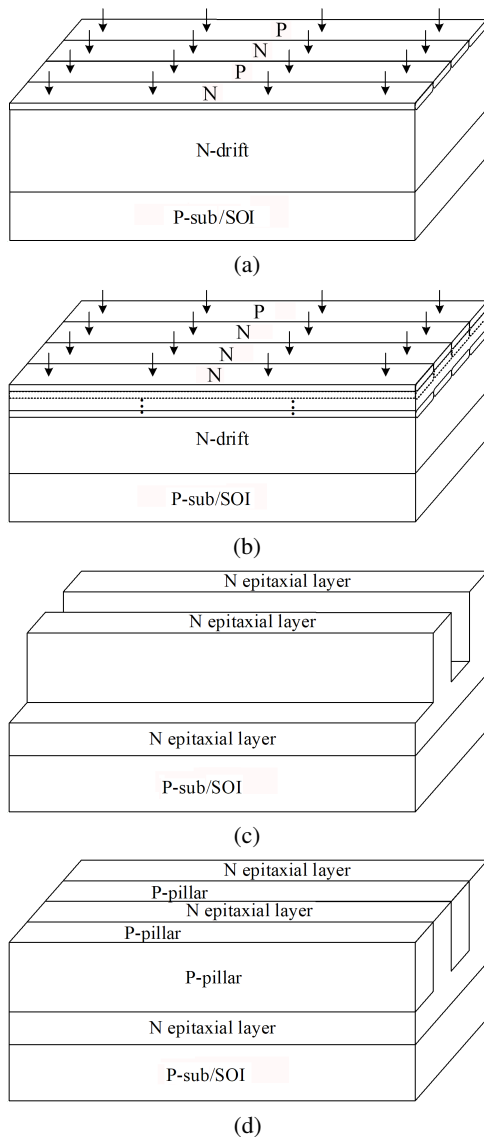 P
N
P
N
N-drift
P-sub/SOI
(a)
P
N
N
N
N-drift
P-sub/SOI
(b)
N epitaxial layer
N epitaxial layer
N epitaxial layer
P-sub/SOI
(c)
N epitaxial layer
P-pillar
N epitaxial layer
P-pillar
P-pillar
N epitaxial layer
P-sub/SOI
(d)